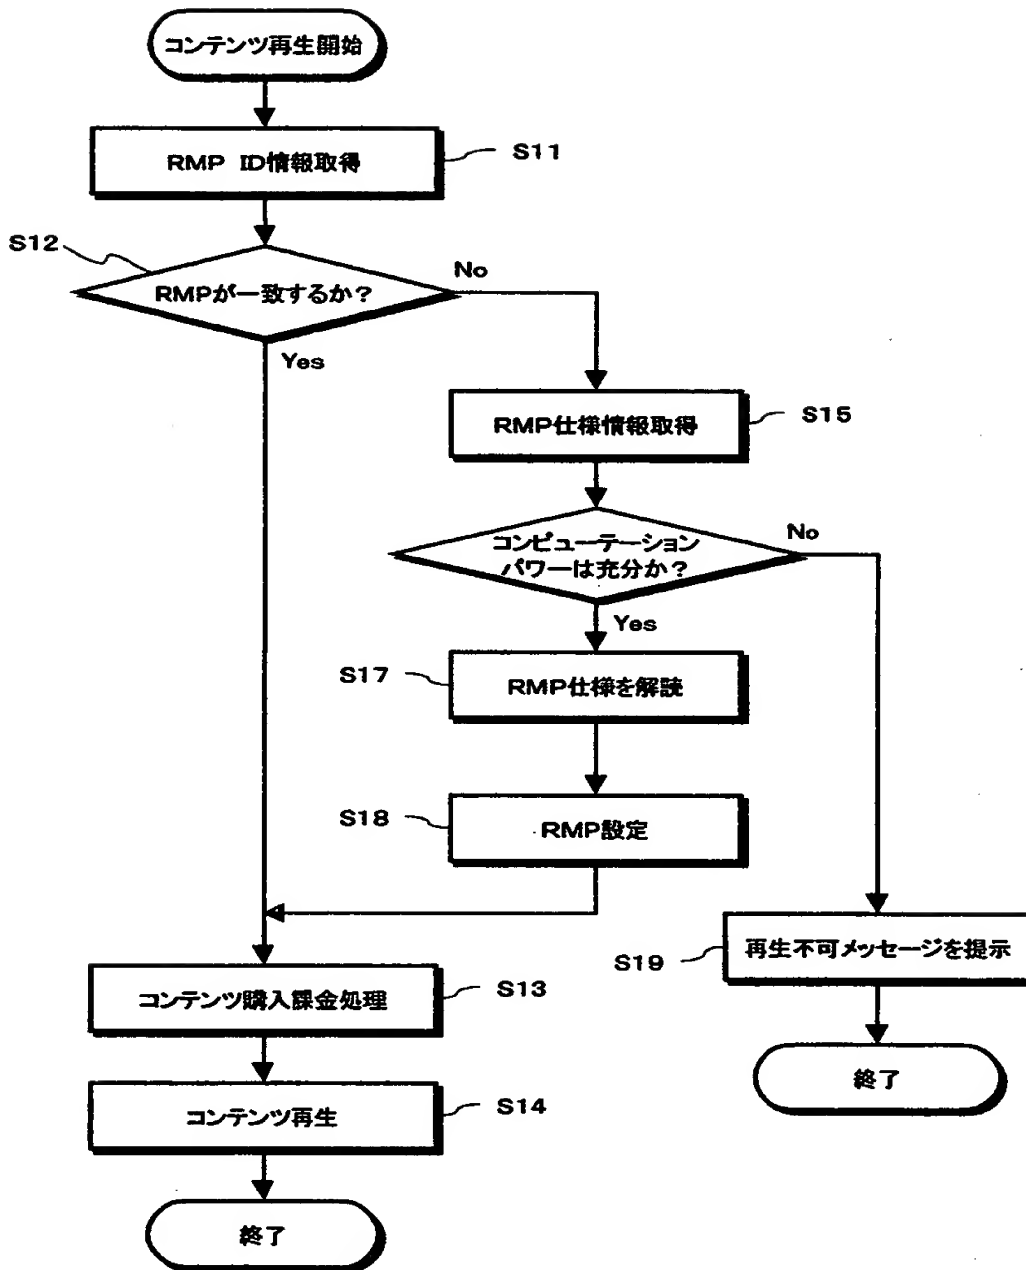 コンテンツ再生開始
RMP ID情報取得
S11
S12
RMPが一致するか?
No
Yes
RMP仕様情報取得
S15
コンピューテーション
パワーは充分か?
No
Yes
S17
RMP仕様を解読
S18
RMP設定
S19
再生不可メッセージを提示
コンテンツ購入課金処理
S13
終了
コンテンツ再生
S14
終了